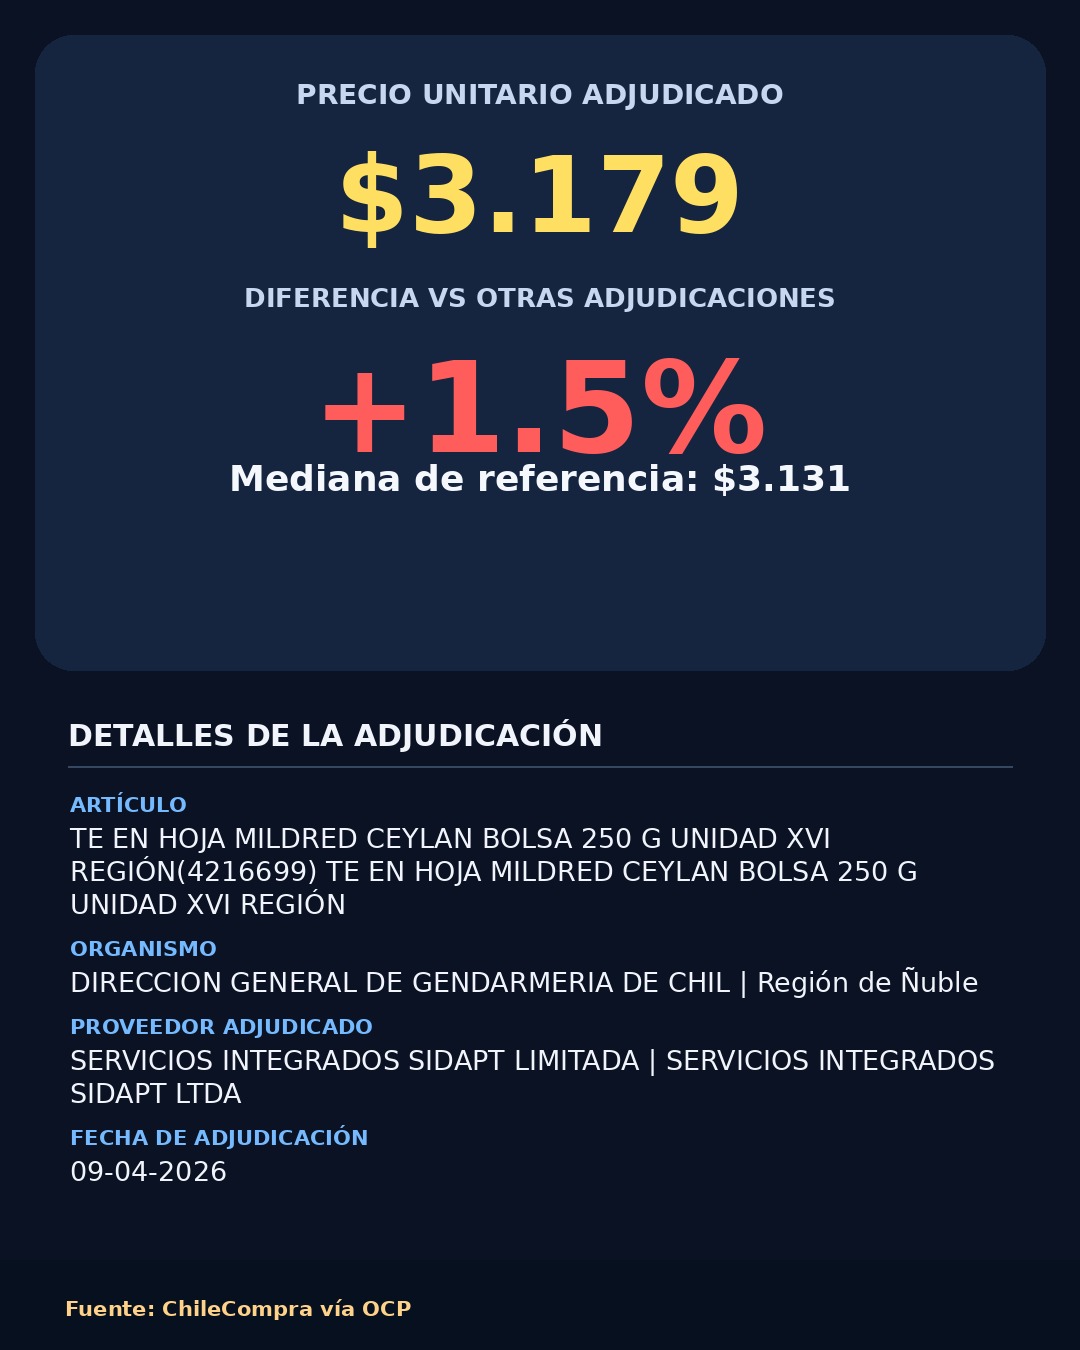 PRECIO UNITARIO ADJUDICADO
$3.179
DIFERENCIA VS OTRAS ADJUDICACIONES
+1.5%
Mediana de referencia: $3.131
DETALLES DE LA ADJUDICACIÓN
ARTÍCULO
TE EN HOJA MILDRED CEYLAN BOLSA 250 G UNIDAD XVI
REGIÓN(4216699) TE EN HOJA MILDRED CEYLAN BOLSA 250 G
UNIDAD XVI REGIÓN
ORGANISMO
DIRECCION GENERAL DE GENDARMERIA DE CHIL | Región de Ñuble
PROVEEDOR ADJUDICADO
SERVICIOS INTEGRADOS SIDAPT LIMITADA | SERVICIOS INTEGRADOS
SIDAPT LTDA
FECHA DE ADJUDICACIÓN
09-04-2026
Fuente: ChileCompra vía OCP